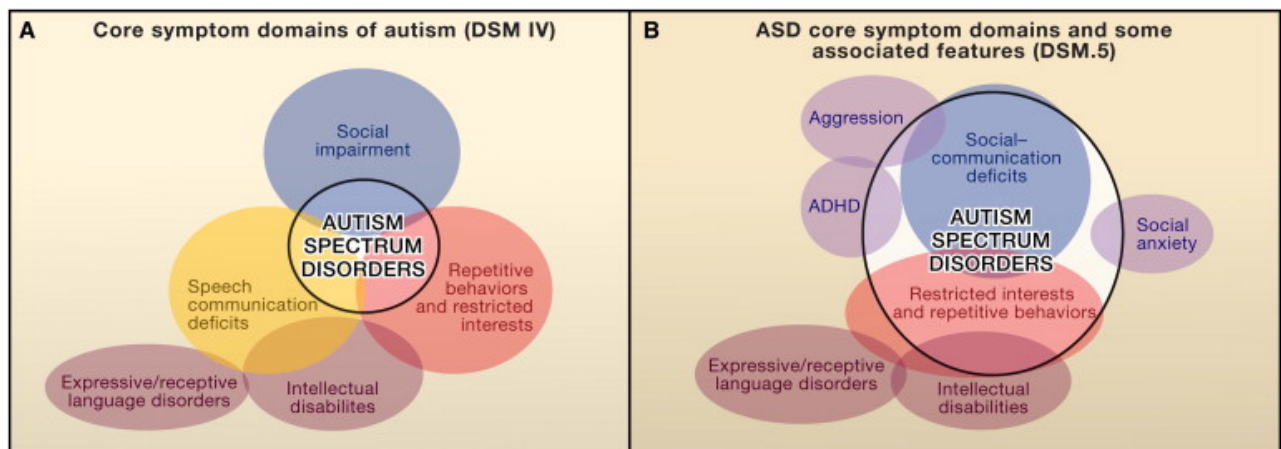 A
Core symptom domains of autism (DSM IV)
Social
impairment
AUTISM
SPECTRUM
DISORDERS
Speech
communication
deficits
Repetitive
behaviors
and restricted
interests
Expressive/receptive
language disorders
Intellectual
disabilites
B
ASD core symptom domains and some
associated features (DSM.5)
Aggression
Social–
communication
deficits
ADHD
AUTISM
SPECTRUM
DISORDERS
Social
anxiety
Restricted interests
and repetitive behaviors
Expressive/receptive
language disorders
Intellectual
disabilities